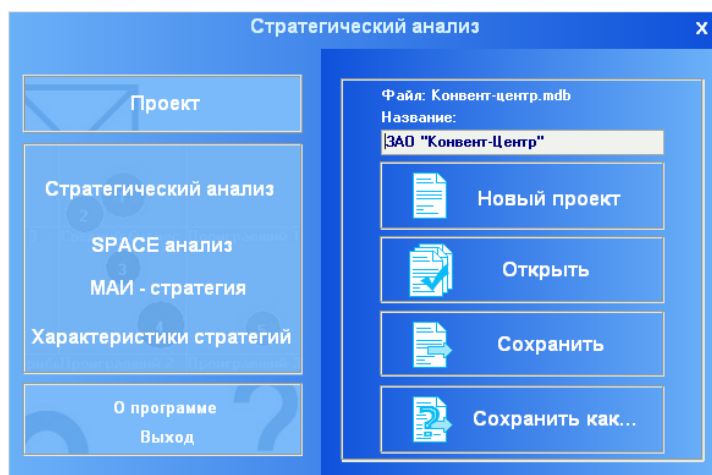 Стратегический анализ
x
Проект
Стратегический анализ
SPACE анализ
МАИ - стратегия
Характеристики стратегий
О программе
Выход
Файл: Конвент-центр.mdb
Название:
ЗАО "Конвент-Центр"
Новый проект
Открыть
Сохранить
Сохранить как...